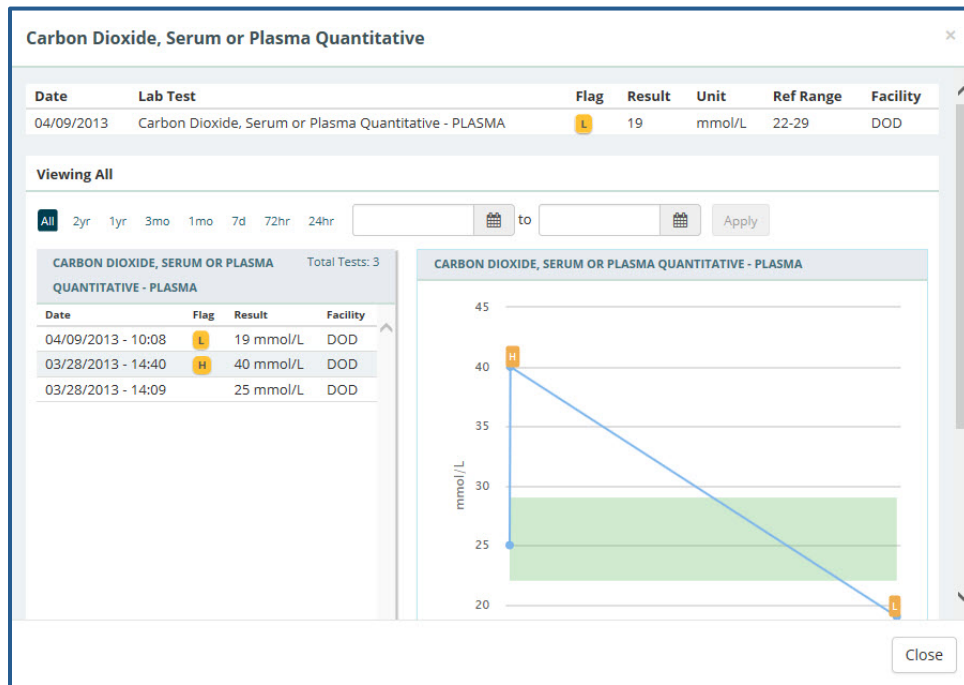 Carbon Dioxide, Serum or Plasma Quantitative ×
Date Lab Test Flag Result Unit Ref Range Facility
04/09/2013 Carbon Dioxide, Serum or Plasma Quantitative - PLASMA L 19 mmol/L 22-29 DOD
Viewing All
All 2yr 1yr 3mo 1mo 7d 72hr 24hr to Apply
CARBON DIOXIDE, SERUM OR PLASMA Total Tests: 3
QUANTITATIVE - PLASMA
Date Flag Result Facility
04/09/2013 - 10:08 L 19 mmol/L DOD
03/28/2013 - 14:40 H 40 mmol/L DOD
03/28/2013 - 14:09 25 mmol/L DOD
CARBON DIOXIDE, SERUM OR PLASMA QUANTITATIVE - PLASMA
45
H
40
35
mmol/L
30
25
20
L
Close